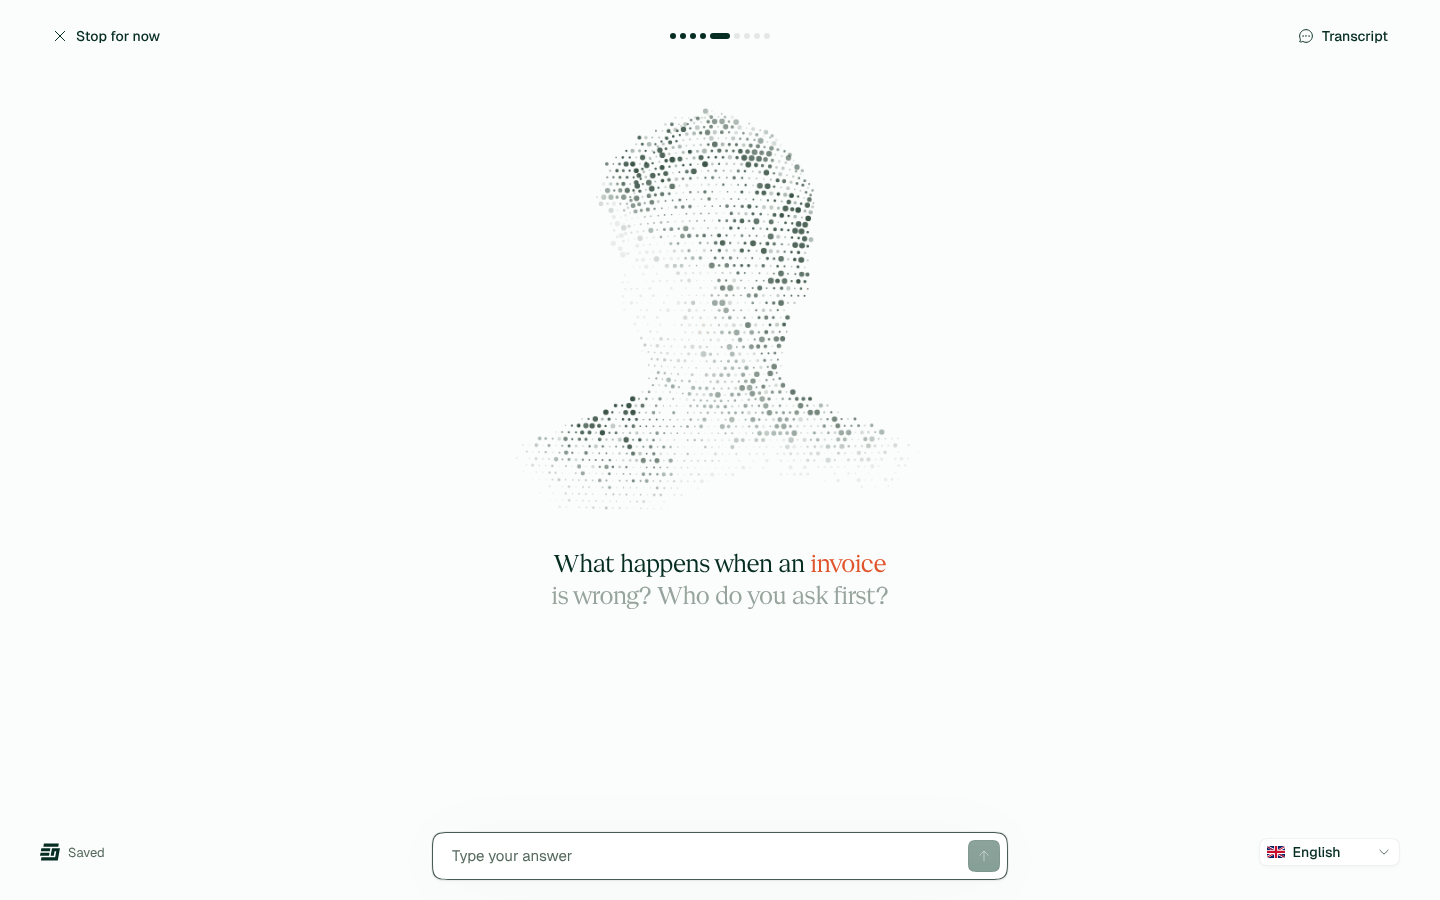 Stop for now
Transcript
What happens when an invoice
is wrong? Who do you ask first?
Saved
Type your answer
English